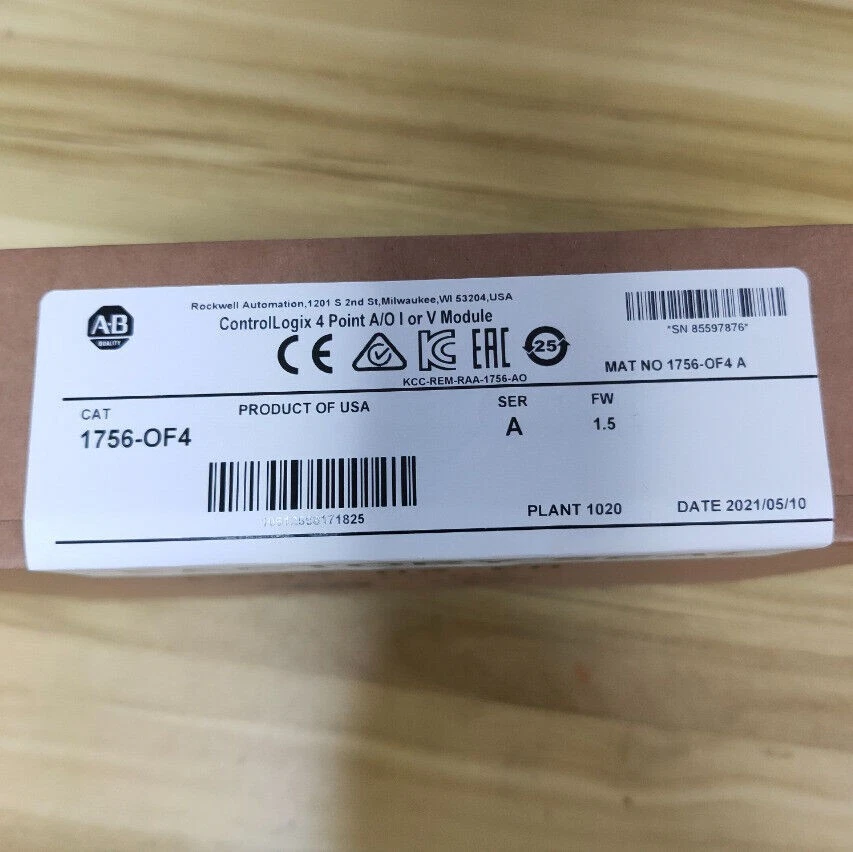 A-B
QUALITY
Rockwell Automation,1201 S 2nd St,Milwaukee,WI 53204,USA
ControlLogix 4 Point A/O I or V Module
*SN 85597876*
CE KC EAC 25
KCC-REM-RAA-1756-AO
MAT NO 1756-OF4 A
CAT
1756-OF4
PRODUCT OF USA
SER
A
FW
1.5
PLANT 1020
DATE 2021/05/10